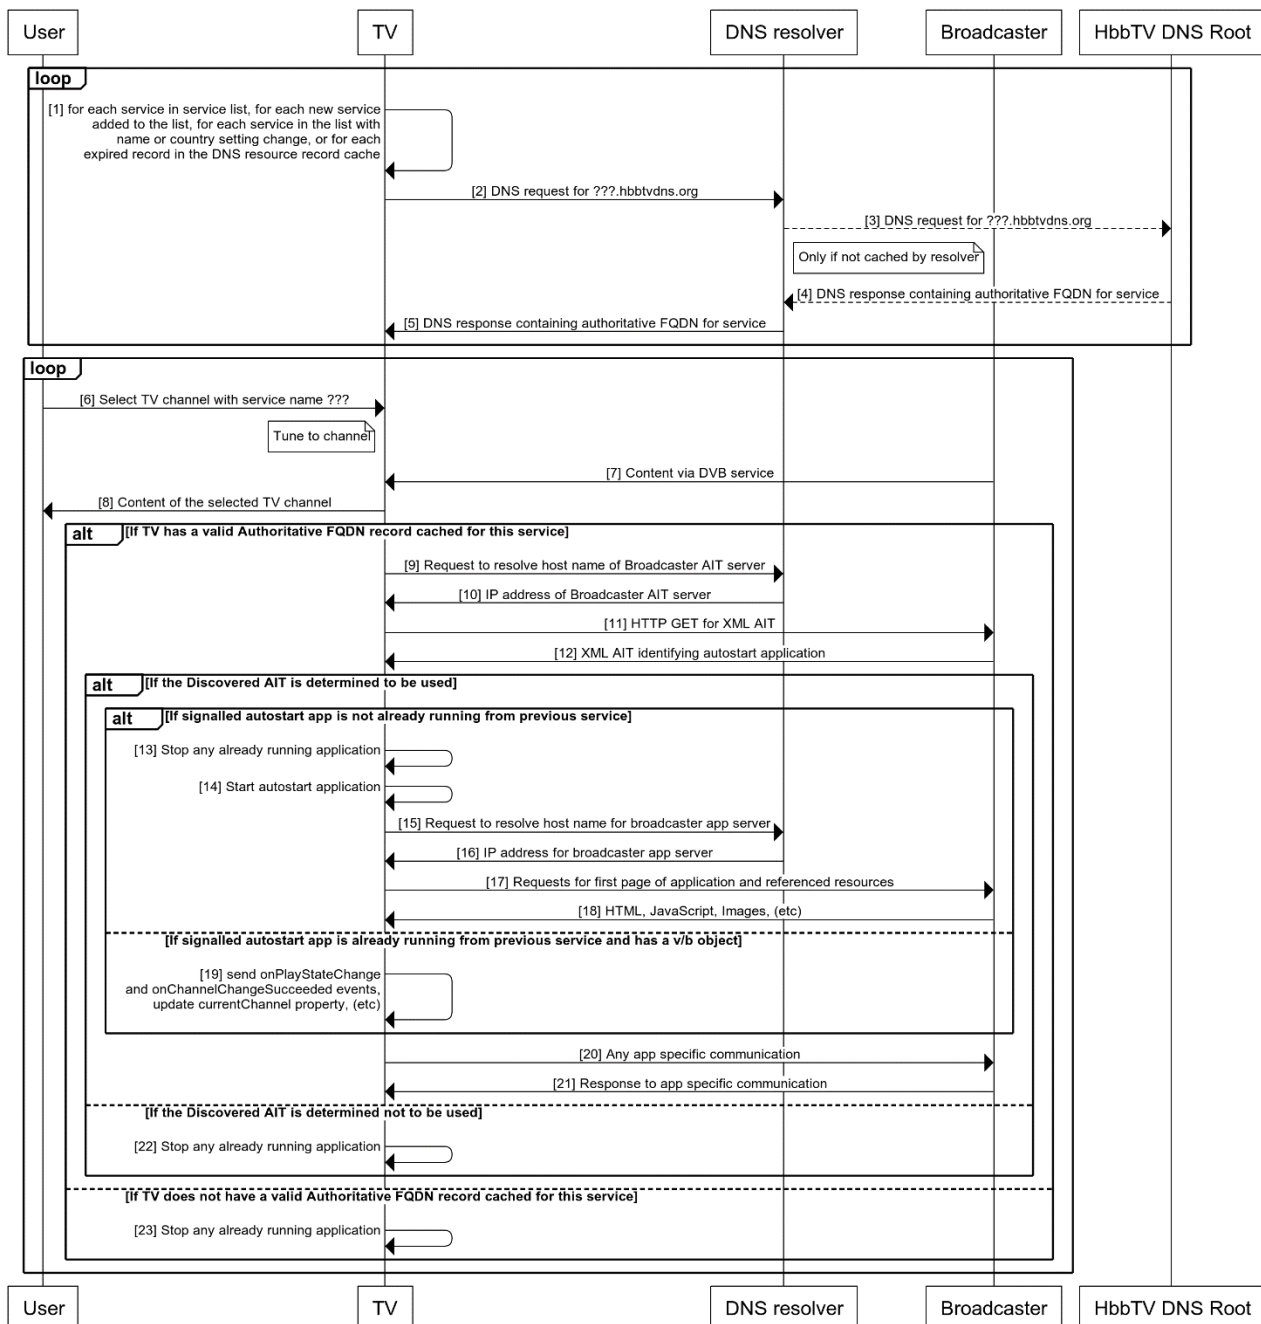 User
TV
DNS resolver
Broadcaster
HbbTV DNS Root
loop
[1] for each service in service list, for each new service
added to the list, for each service in the list with
name or country setting change, or for each
expired record in the DNS resource record cache
[2] DNS request for ???.hbbtvdns.org
[3] DNS request for ???.hbbtvdns.org
Only if not cached by resolver
[4] DNS response containing authoritative FQDN for service
[5] DNS response containing authoritative FQDN for service
loop
[6] Select TV channel with service name ???
Tune to channel
[7] Content via DVB service
[8] Content of the selected TV channel
alt
[If TV has a valid Authoritative FQDN record cached for this service]
[9] Request to resolve host name of Broadcaster AIT server
[10] IP address of Broadcaster AIT server
[11] HTTP GET for XML AIT
[12] XML AIT identifying autostart application
alt
[If the Discovered AIT is determined to be used]
alt
[If signalled autostart app is not already running from previous service]
[13] Stop any already running application
[14] Start autostart application
[15] Request to resolve host name for broadcaster app server
[16] IP address for broadcaster app server
[17] Requests for first page of application and referenced resources
[18] HTML, JavaScript, Images, (etc)
[If signalled autostart app is already running from previous service and has a v/b object]
[19] send onPlayStateChange
and onChannelChangeSucceeded events,
update currentChannel property, (etc)
[20] Any app specific communication
[21] Response to app specific communication
[If the Discovered AIT is determined not to be used]
[22] Stop any already running application
[If TV does not have a valid Authoritative FQDN record cached for this service]
[23] Stop any already running application
User
TV
DNS resolver
Broadcaster
HbbTV DNS Root